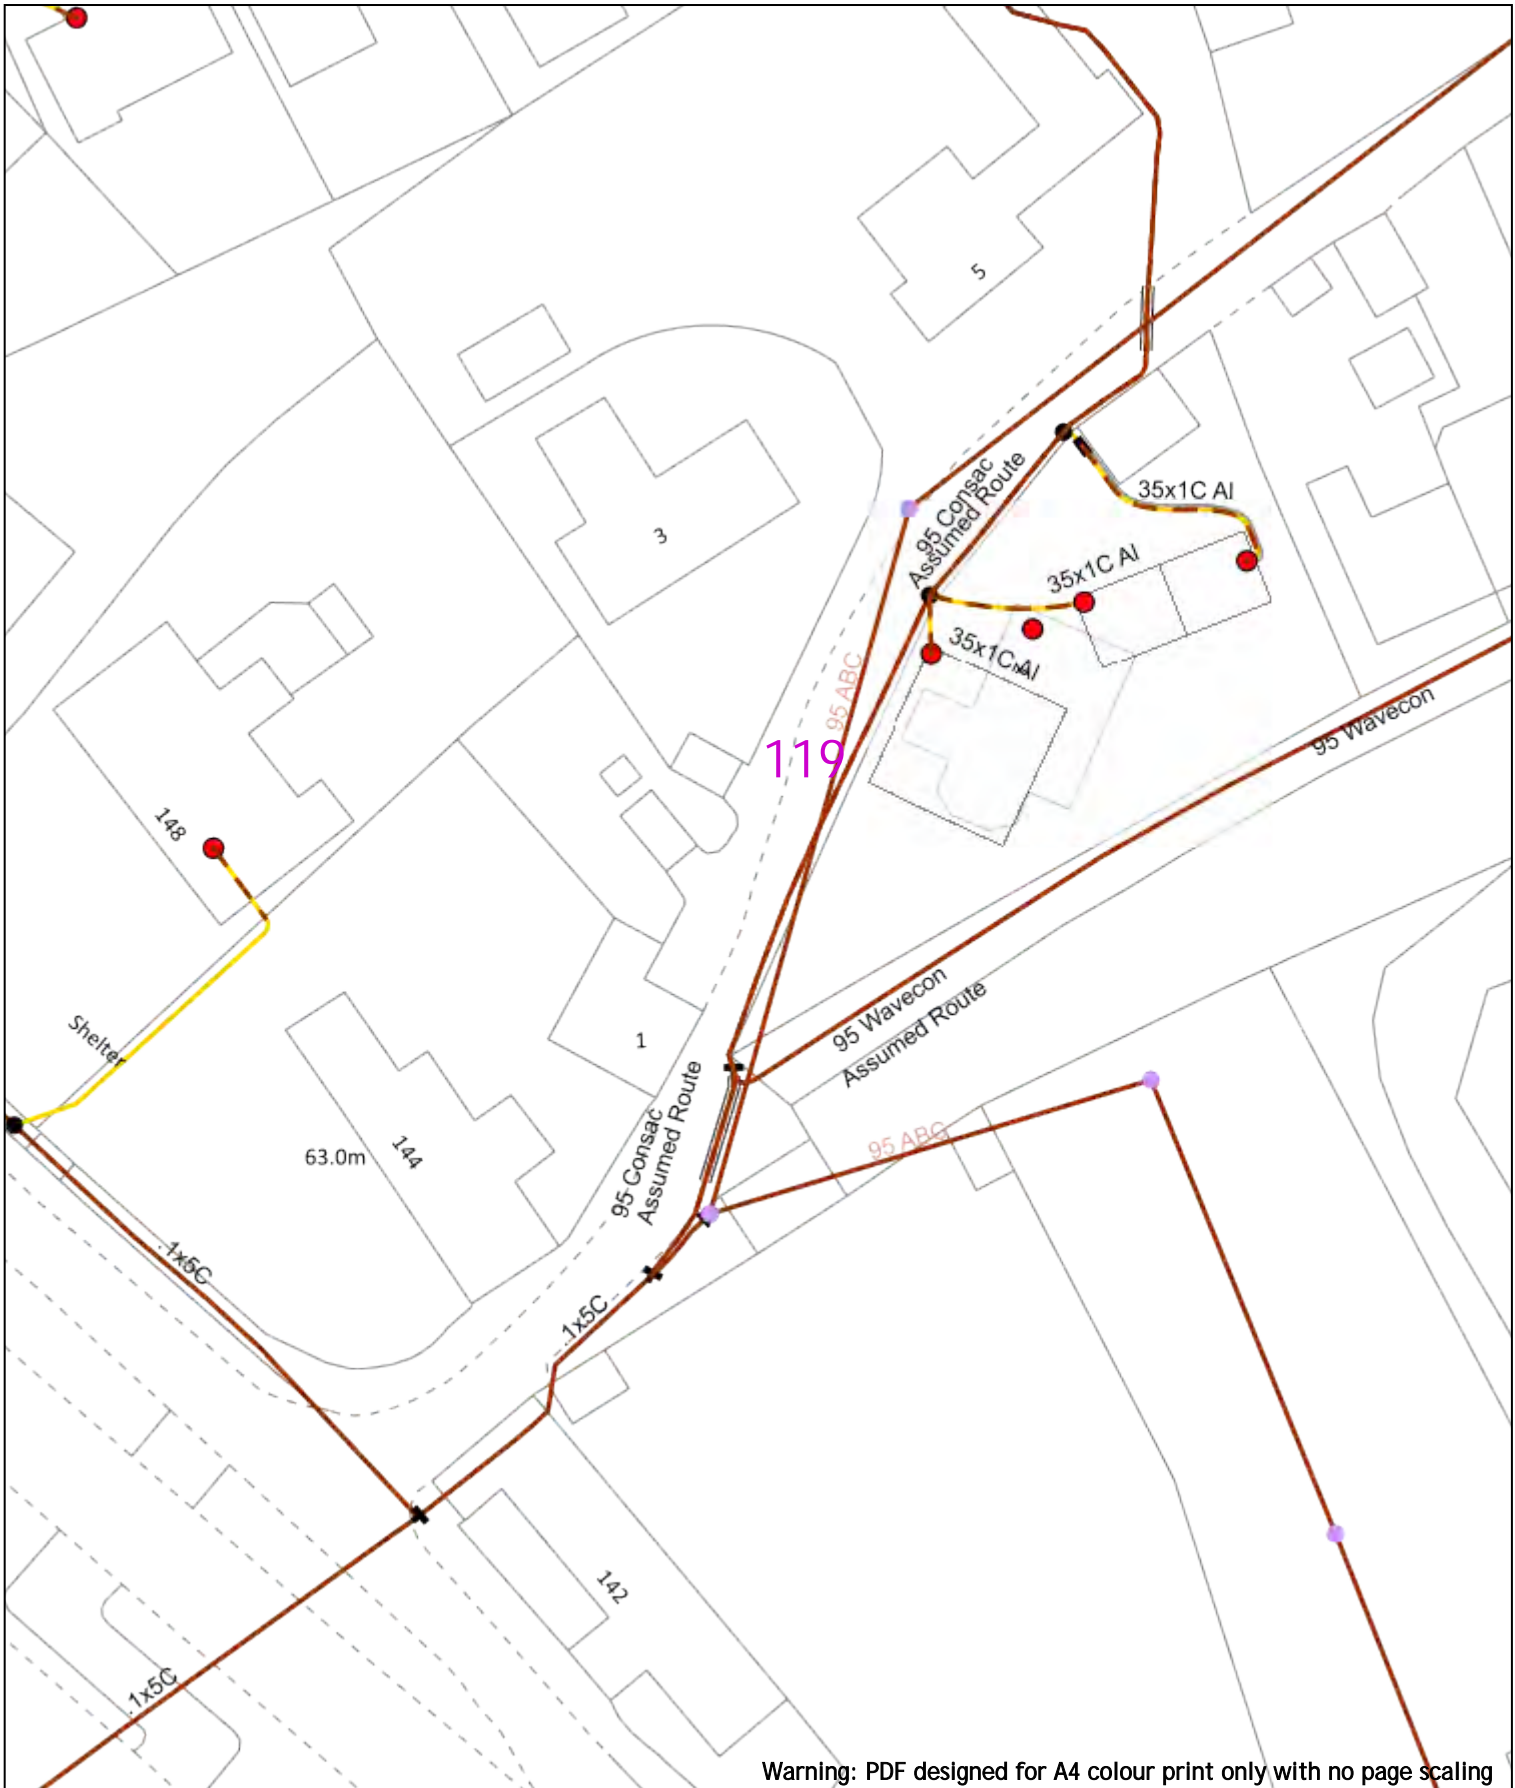 5
95 Consac
Assumed Route
35x1C Al
3
35x1C Al
35x1C Al
95 ABC
119
95 Wavecon
148
95 Wavecon
Assumed Route
Shelter
1
95 Consac
Assumed Route
144
63.0m
95 ABC
.1x5C
.1x5C
142
.1x5C
Warning: PDF designed for A4 colour print only with no page scaling